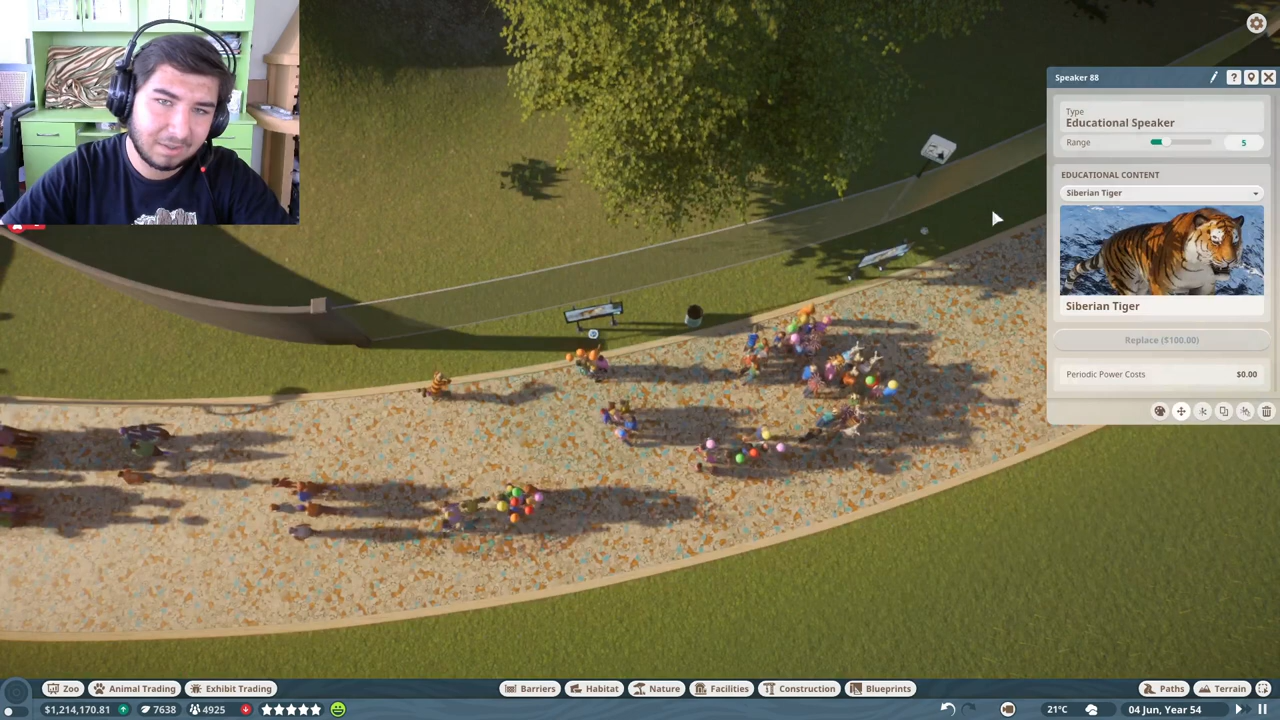 Speaker 88
?
Type
Educational Speaker
Range
5
EDUCATIONAL CONTENT
Siberian Tiger
Siberian Tiger
Replace ($100.00)
Periodic Power Costs $0.00
Zoo Animal Trading Exhibit Trading Barriers Habitat Nature Facilities Construction Blueprints Paths Terrain
$1,214,170.81 7638 4925 21°C 04 Jun, Year 54